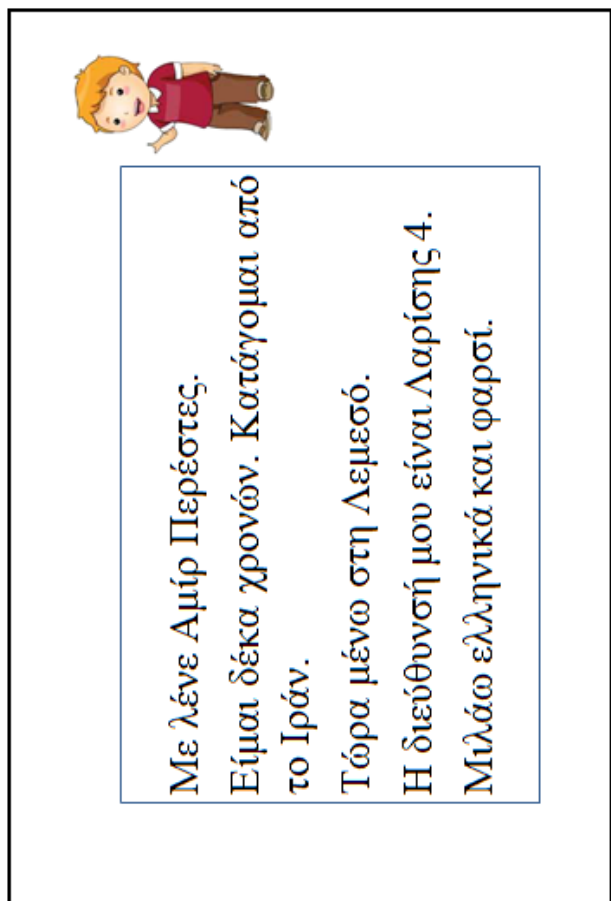 Με λένε Αμίρ Περέστες.
Είμαι δέκα χρονών. Κατάγομαι από
το Ιράν.
Τώρα μένω στη Λεμεσό.
Η διεύθυνσή μου είναι Λαρίσης 4.
Μιλάω ελληνικά και φαρσί.